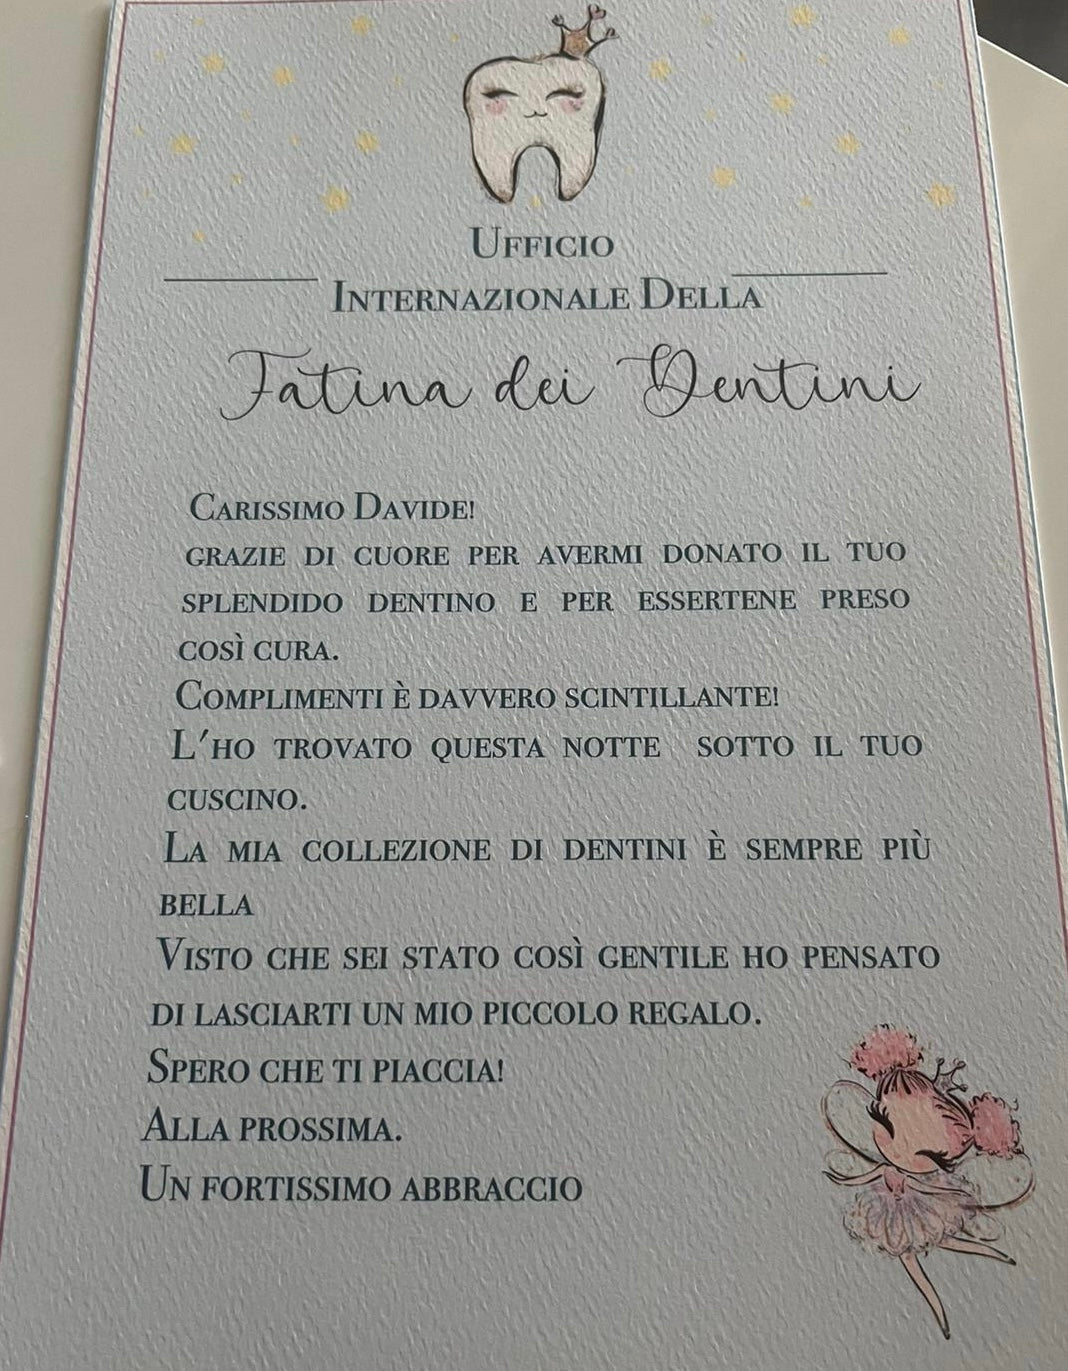 Ufficio
Internazionale Della
Fatina dei Dentini
Carissimo Davide!
grazie di cuore per avermi donato il tuo
splendido dentino e per essertene preso
così cura.
Complimenti è davvero scintillante!
L'ho trovato questa notte sotto il tuo
cuscino.
La mia collezione di dentini è sempre più
bella
Visto che sei stato così gentile ho pensato
di lasciarti un mio piccolo regalo.
Spero che ti piaccia!
Alla prossima.
Un fortissimo abbraccio